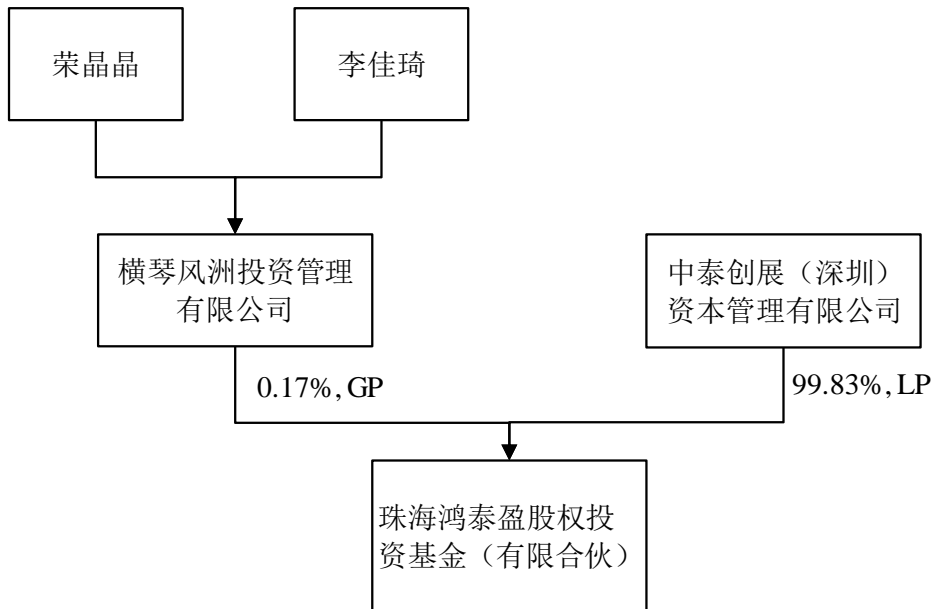 荣晶晶
李佳琦
横琴风洲投资管理
有限公司
中泰创展（深圳）
资本管理有限公司
0.17%, GP
99.83%, LP
珠海鸿泰盈股权投
资基金（有限合伙）